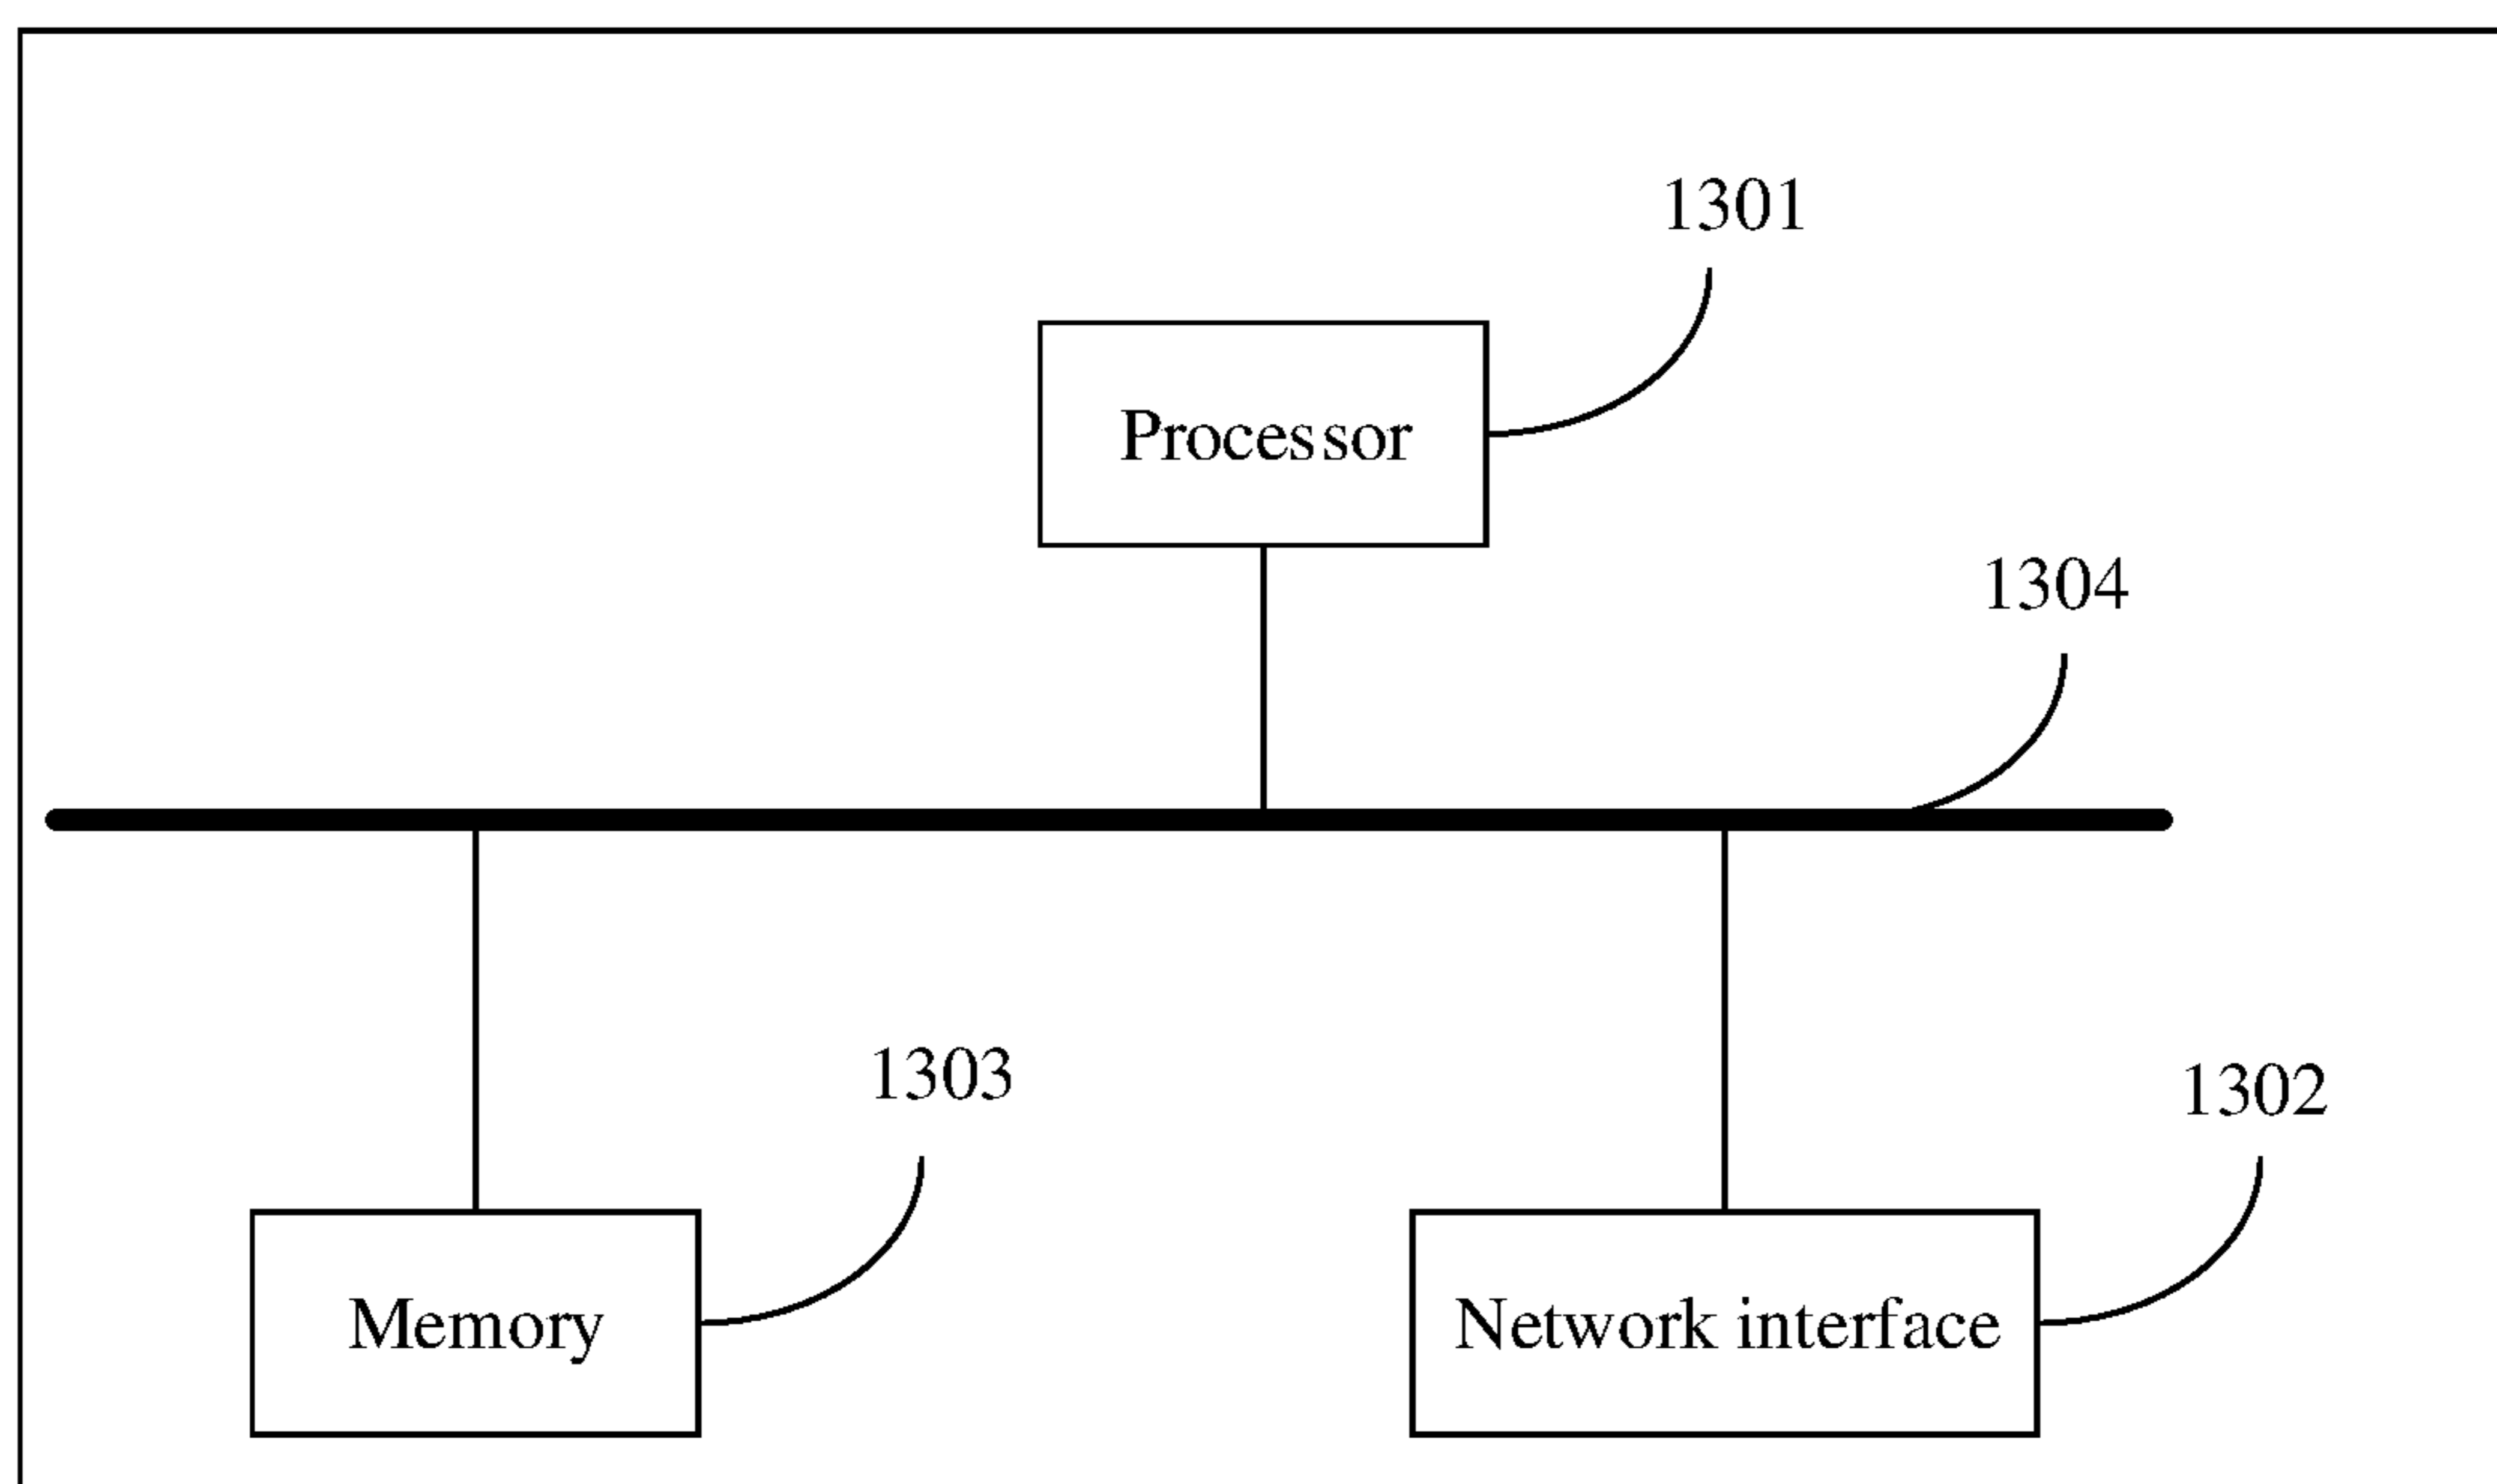 1301
Processor
1304
1303
1302
Memory
Network interface